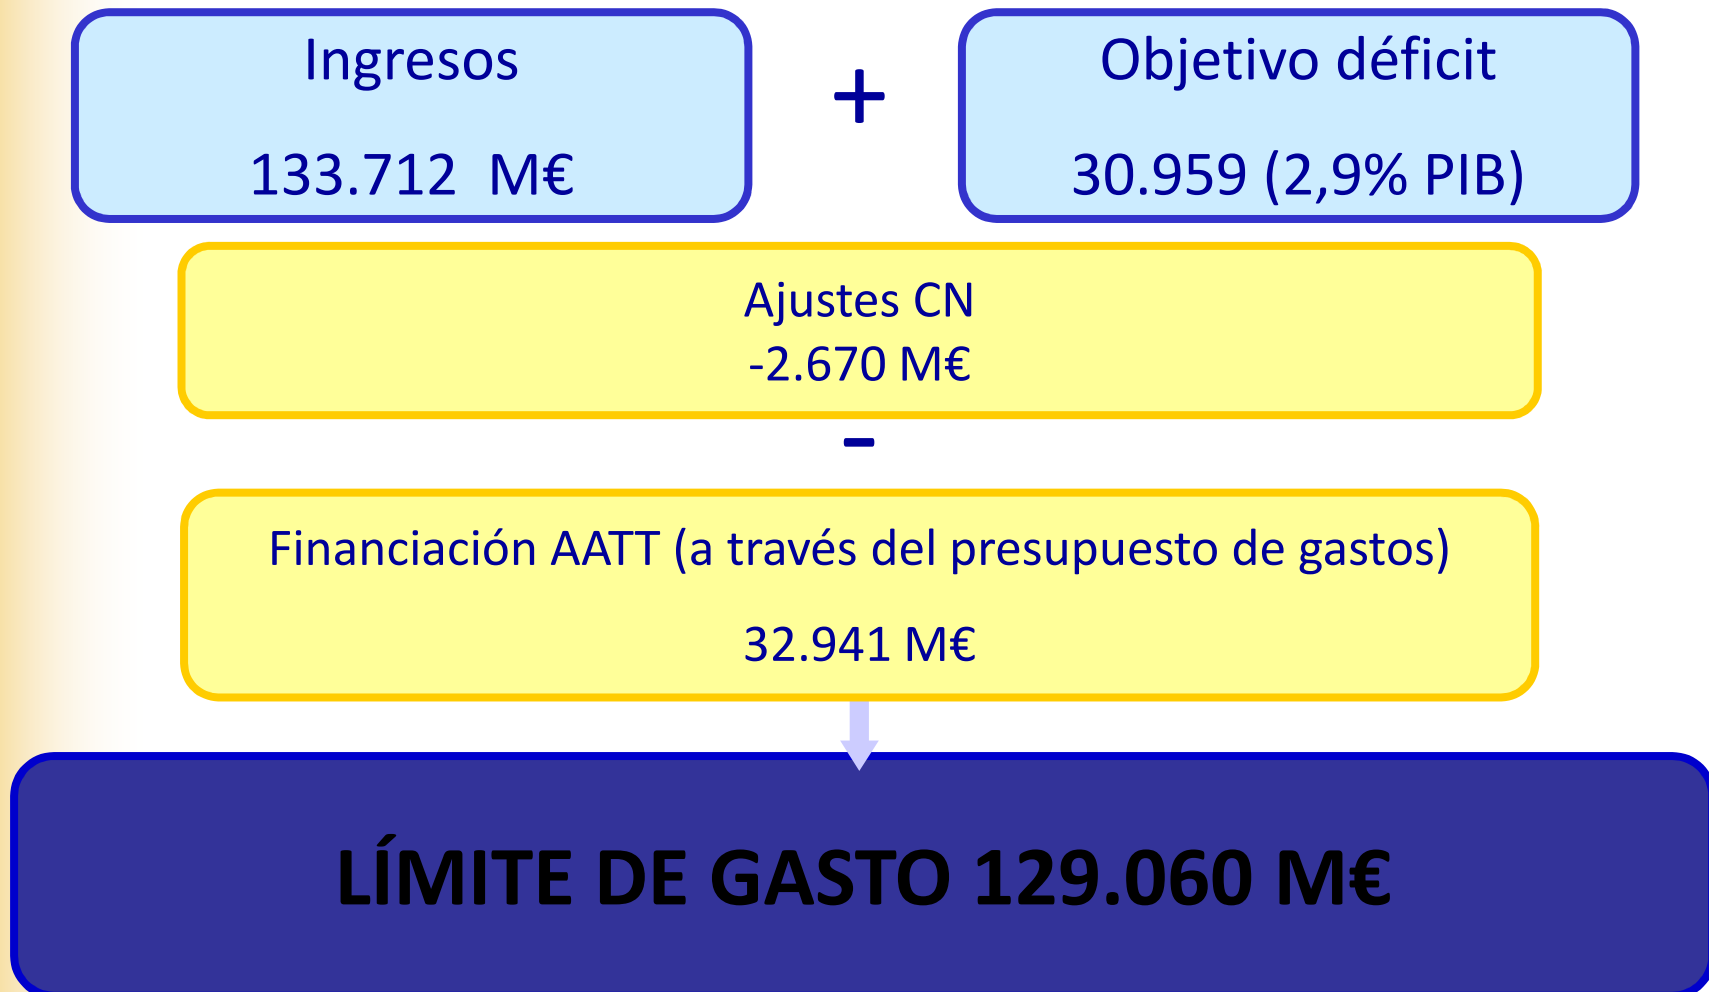 Ingresos
133.712 M€
+
Objetivo déficit
30.959 (2,9% PIB)
Ajustes CN
-2.670 M€
-
Financiación AATT (a través del presupuesto de gastos)
32.941 M€
LÍMITE DE GASTO 129.060 M€